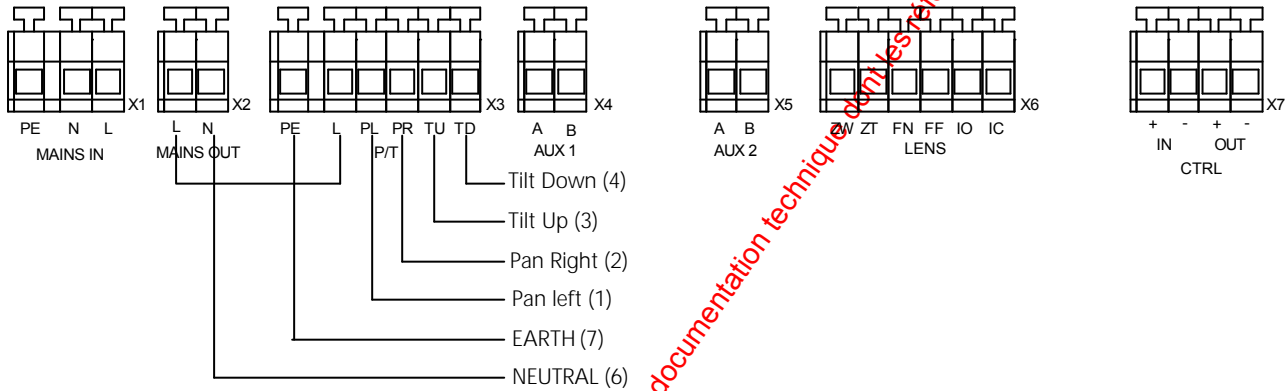 X1 X2 X3 X4 X5 X6 X7
PE N L L N PE L PL PR TU TD A B A B ZW ZT FN FF IO IC + - + -
MAINS IN MAINS OUT P/T AUX 1 AUX 2 LENS IN OUT
CTRL
Tilt Down (4)
Tilt Up (3)
Pan Right (2)
Pan left (1)
EARTH (7)
NEUTRAL (6)
documentation technique dont les